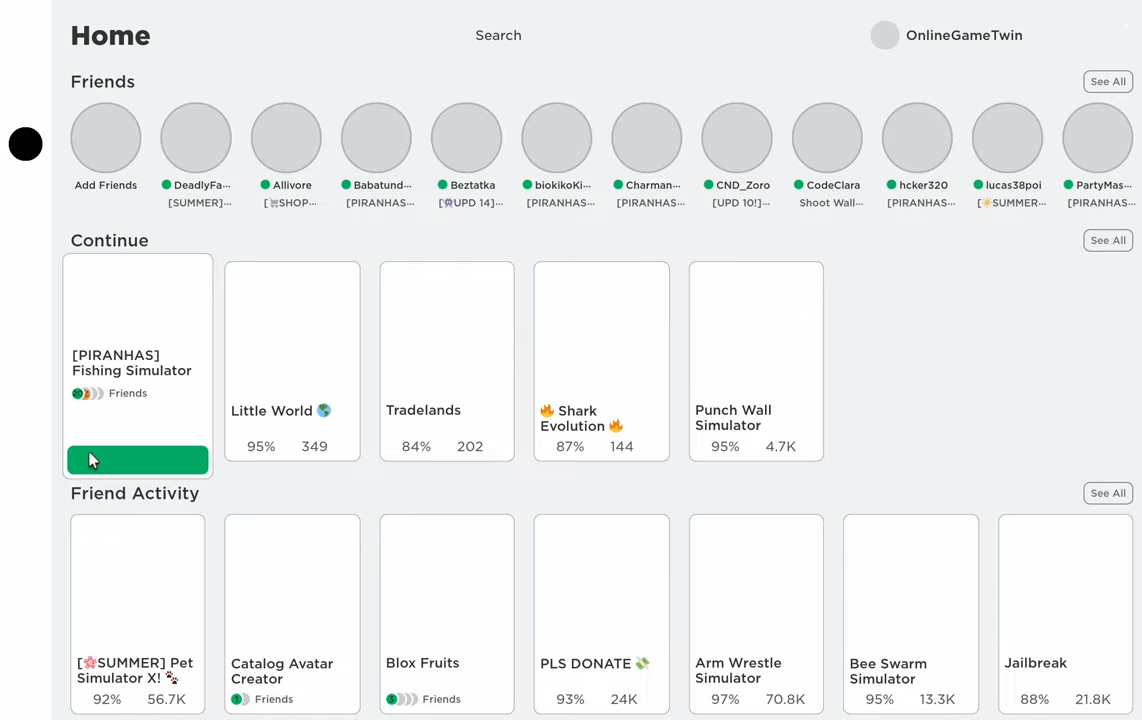 Home
Search
OnlineGameTwin
Friends
See All
Add Friends
DeadlyFa...
Allivore
Babatund...
Beztatka
biokikoKi...
Charman...
CND_Zoro
CodeClara
hcker320
lucas38poi
PartyMas...
[SUMMER]...
[🛒SHOP...
[PIRANHAS...
UPD 14]...
[PIRANHAS...
[PIRANHAS...
[UPD 10!]...
Shoot Wall...
[PIRANHAS...
[☀️SUMMER...
[PIRANHAS...
Continue
See All
[PIRANHAS]
Fishing Simulator
20
Friends
Little World 🌎
95% 349
Tradelands
84% 202
🔥 Shark
Evolution 🔥
87% 144
Punch Wall
Simulator
95% 4.7K
Friend Activity
See All
[🌸SUMMER] Pet
Simulator X! 🐾
92% 56.7K
Catalog Avatar
Creator
1 Friends
Blox Fruits
Friends
PLS DONATE 💸
93% 24K
Arm Wrestle
Simulator
97% 70.8K
Bee Swarm
Simulator
95% 13.3K
Jailbreak
88% 21.8K